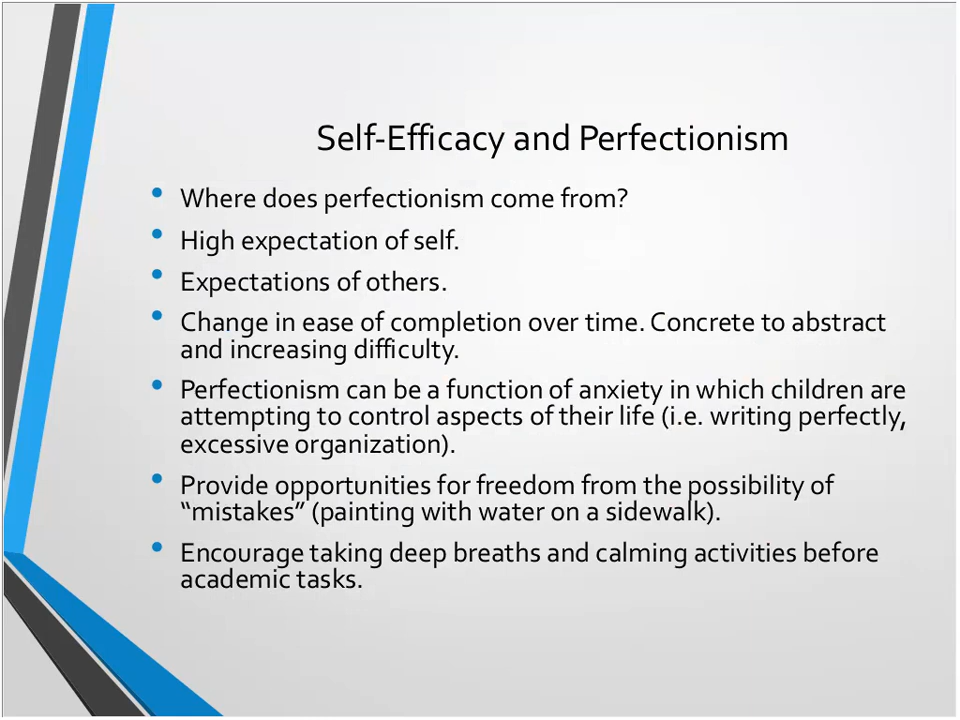 Self-Efficacy and Perfectionism
• Where does perfectionism come from?
• High expectation of self.
• Expectations of others.
• Change in ease of completion over time. Concrete to abstract
and increasing difficulty.
• Perfectionism can be a function of anxiety in which children are
attempting to control aspects of their life (i.e. writing perfectly,
excessive organization).
• Provide opportunities for freedom from the possibility of
“mistakes” (painting with water on a sidewalk).
• Encourage taking deep breaths and calming activities before
academic tasks.